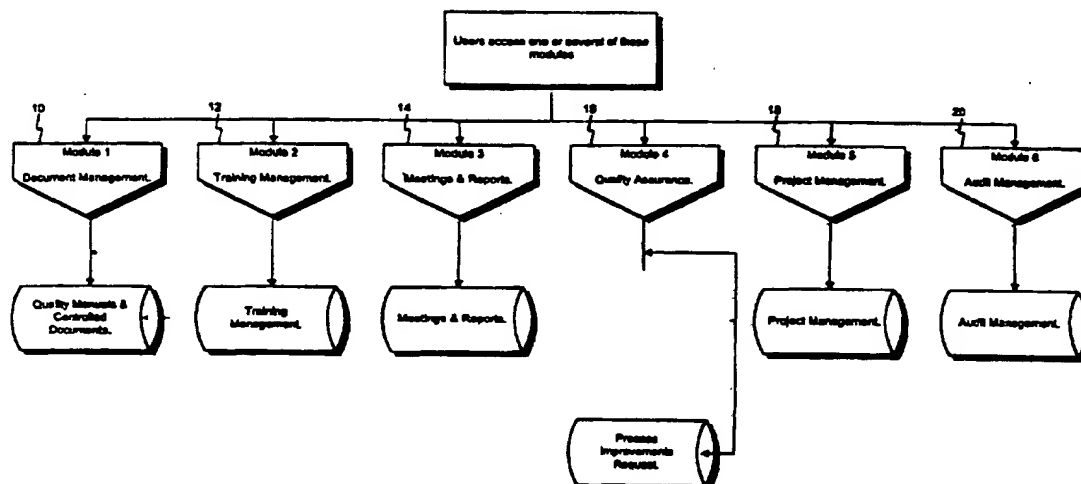 Users access one or several of these
modules
10
12
14
16
18
20
Module 1
Document Management.
Module 2
Training Management.
Module 3
Meetings & Reports.
Module 4
Quality Assurance.
Module 5
Project Management.
Module 6
Audit Management.
Quality Manuals &
Controlled
Documents.
Training
Management.
Meetings & Reports.
Project Management.
Audit Management.
Process
Improvements
Request.